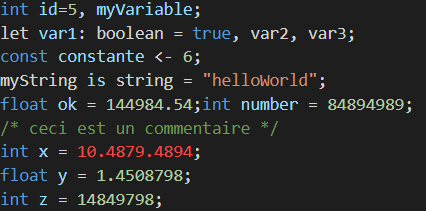 int id=5, myVariable;
let var1: boolean = true, var2, var3;
const constante <- 6;
myString is string = "helloWorld";
float ok = 144984.54;int number = 84894989;
/* ceci est un commentaire */
int x = 10.4879.4894;
float y = 1.4508798;
int z = 14849798;